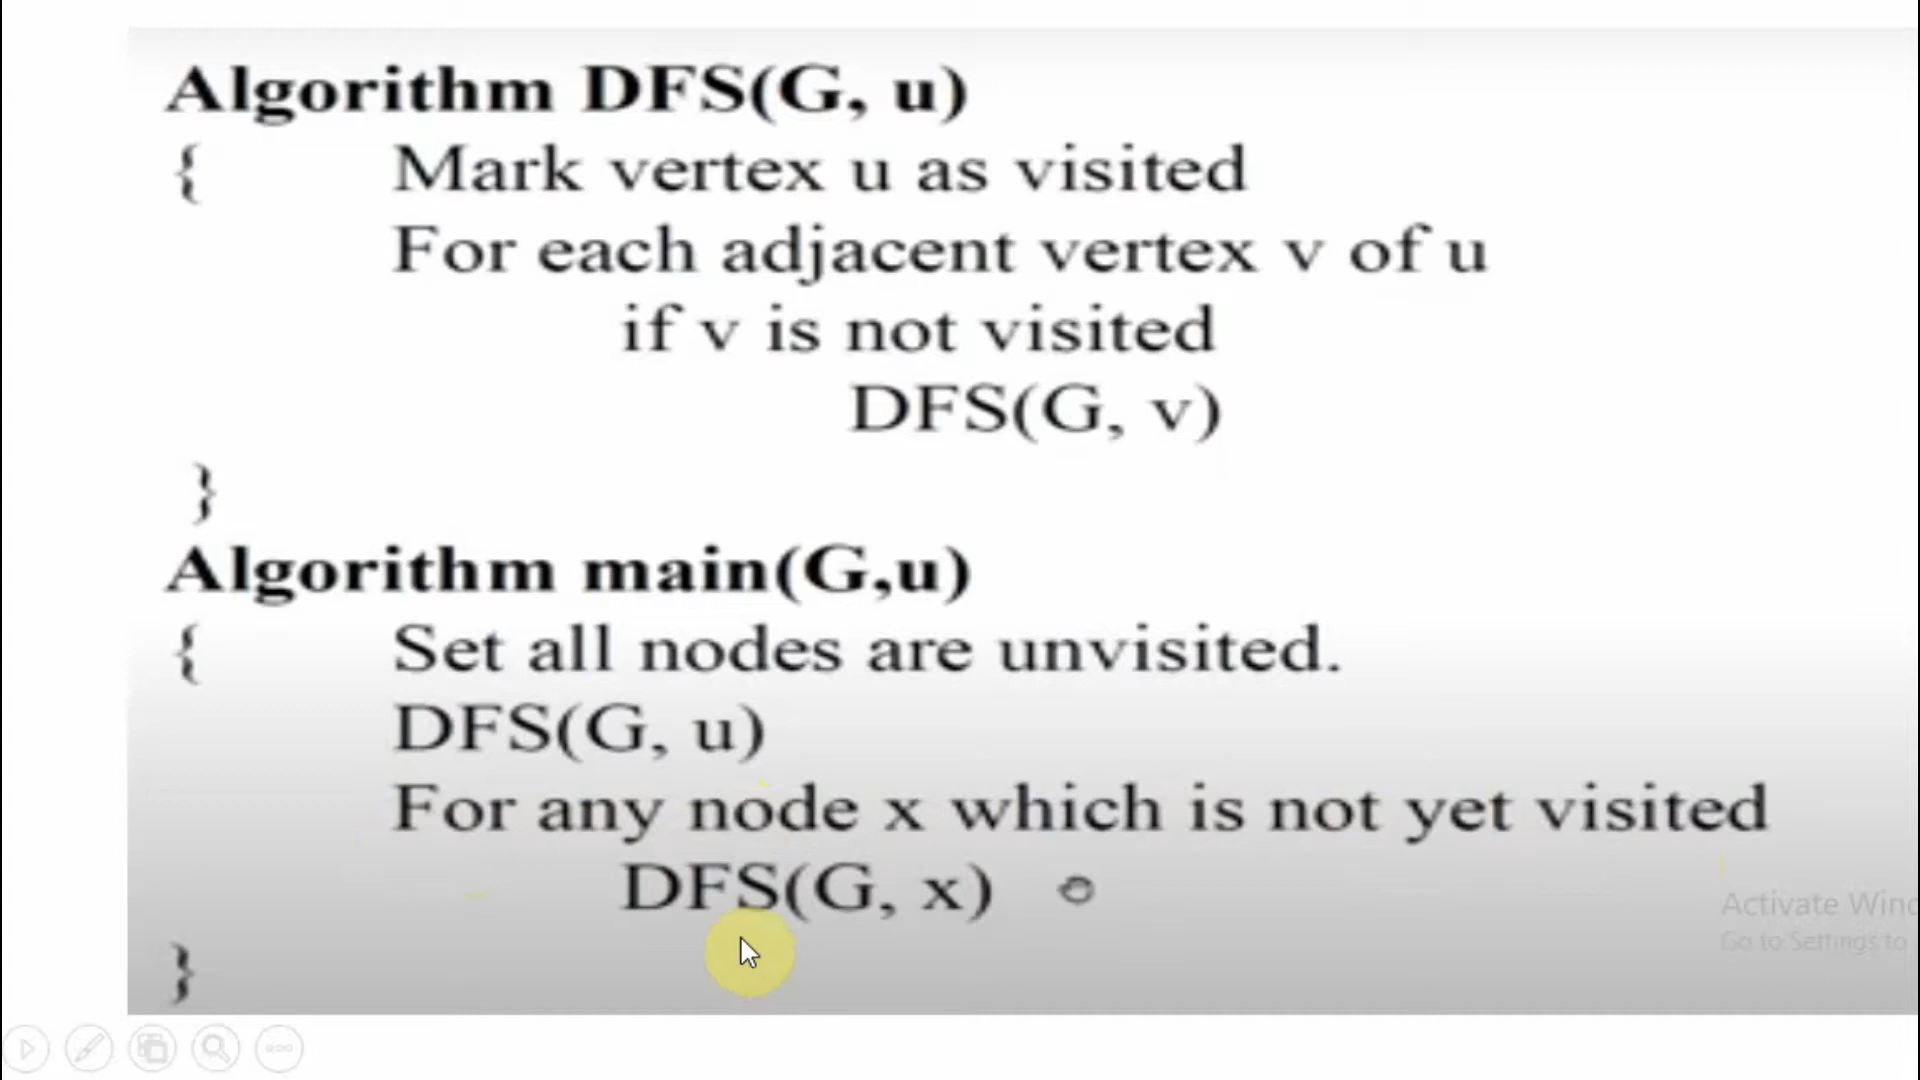 Algorithm DFS(G, u)
{ Mark vertex u as visited
For each adjacent vertex v of u
if v is not visited
DFS(G, v)
}
Algorithm main(G,u)
{ Set all nodes are unvisited.
DFS(G, u)
For any node x which is not yet visited
DFS(G, x)
}
Activate Wind
Go to Settings to